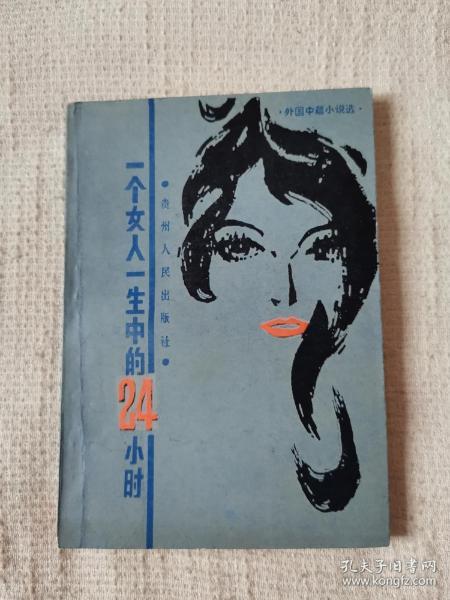 ·外国中篇小说选·
一个女人一生中的24小时
●贵州人民出版社●
孔夫子旧书网
www.kongfz.com